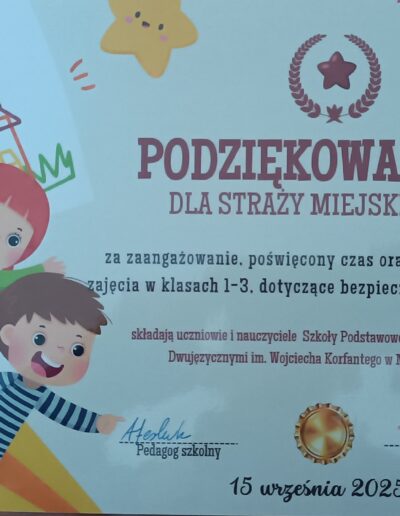 PODZIĘKOWA
DLA STRAŻY MIEJSK
za zaangażowanie, poświęcony czas ora
zajęcia w klasach 1-3, dotyczące bezpiec
składają uczniowie i nauczyciele Szkoły Podstawowe
Dwujęzycznymi im. Wojciecha Korfantego w M
Pedagog szkolny
15 września 2025